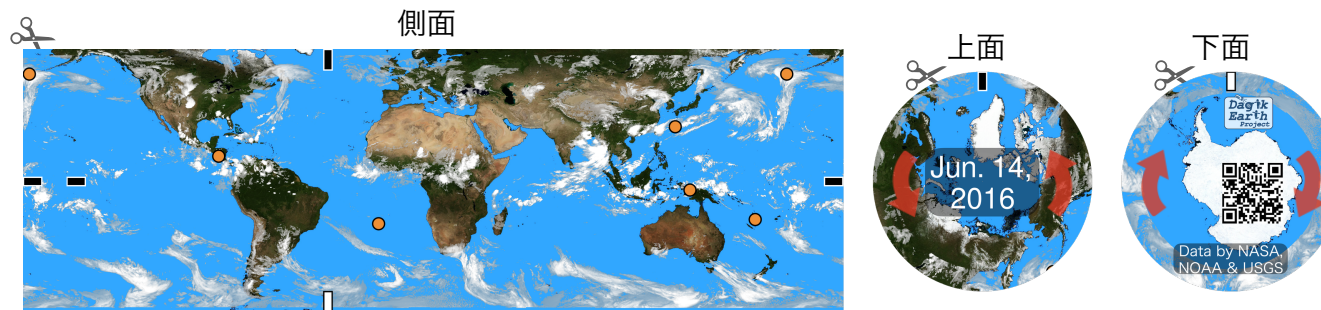 側面
上面
下面
Jun. 14,
2016
Dagik
Earth
Project
Data by NASA,
NOAA & USGS